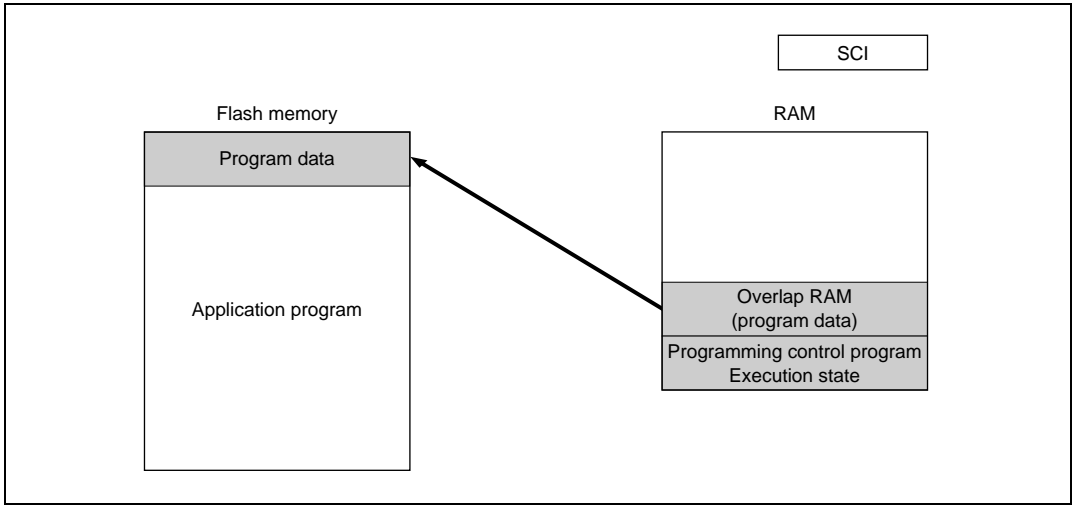 SCI
Flash memory
RAM
Program data
Application program
Overlap RAM
(program data)
Programming control program
Execution state